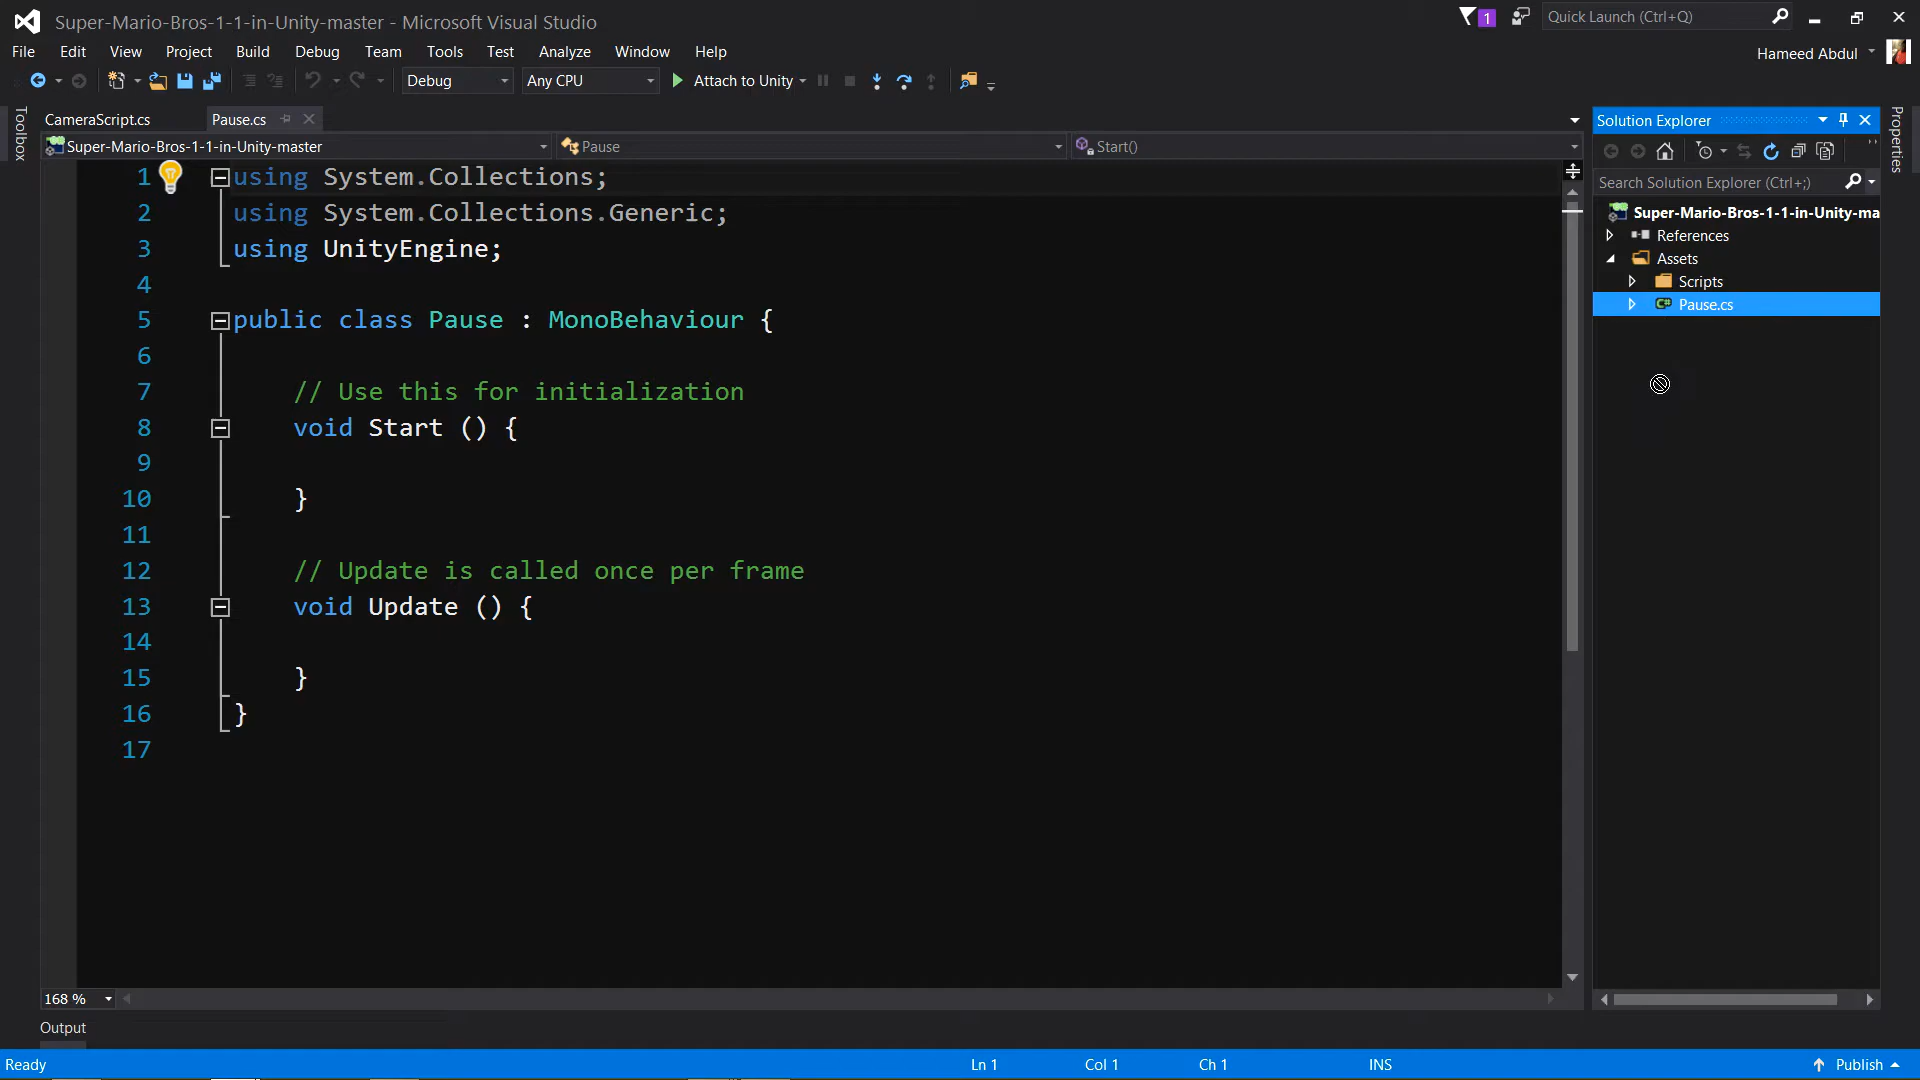 Super-Mario-Bros-1-1-in-Unity-master - Microsoft Visual Studio
1
Quick Launch (Ctrl+Q)
File Edit View Project Build Debug Team Tools Test Analyze Window Help
Hameed Abdul
Debug
Any CPU
Attach to Unity
Toolbox
CameraScript.cs
Pause.cs
Super-Mario-Bros-1-1-in-Unity-master
Pause
Start()
1 using System.Collections;
2 using System.Collections.Generic;
3 using UnityEngine;
4
5 public class Pause : MonoBehaviour {
6
7 // Use this for initialization
8 void Start () {
9
10 }
11
12 // Update is called once per frame
13 void Update () {
14
15 }
16 }
17
168 %
Output
Solution Explorer
Search Solution Explorer (Ctrl+;)
Super-Mario-Bros-1-1-in-Unity-ma
References
Assets
Scripts
C# Pause.cs
Properties
Ready
Ln 1
Col 1
Ch 1
INS
Publish